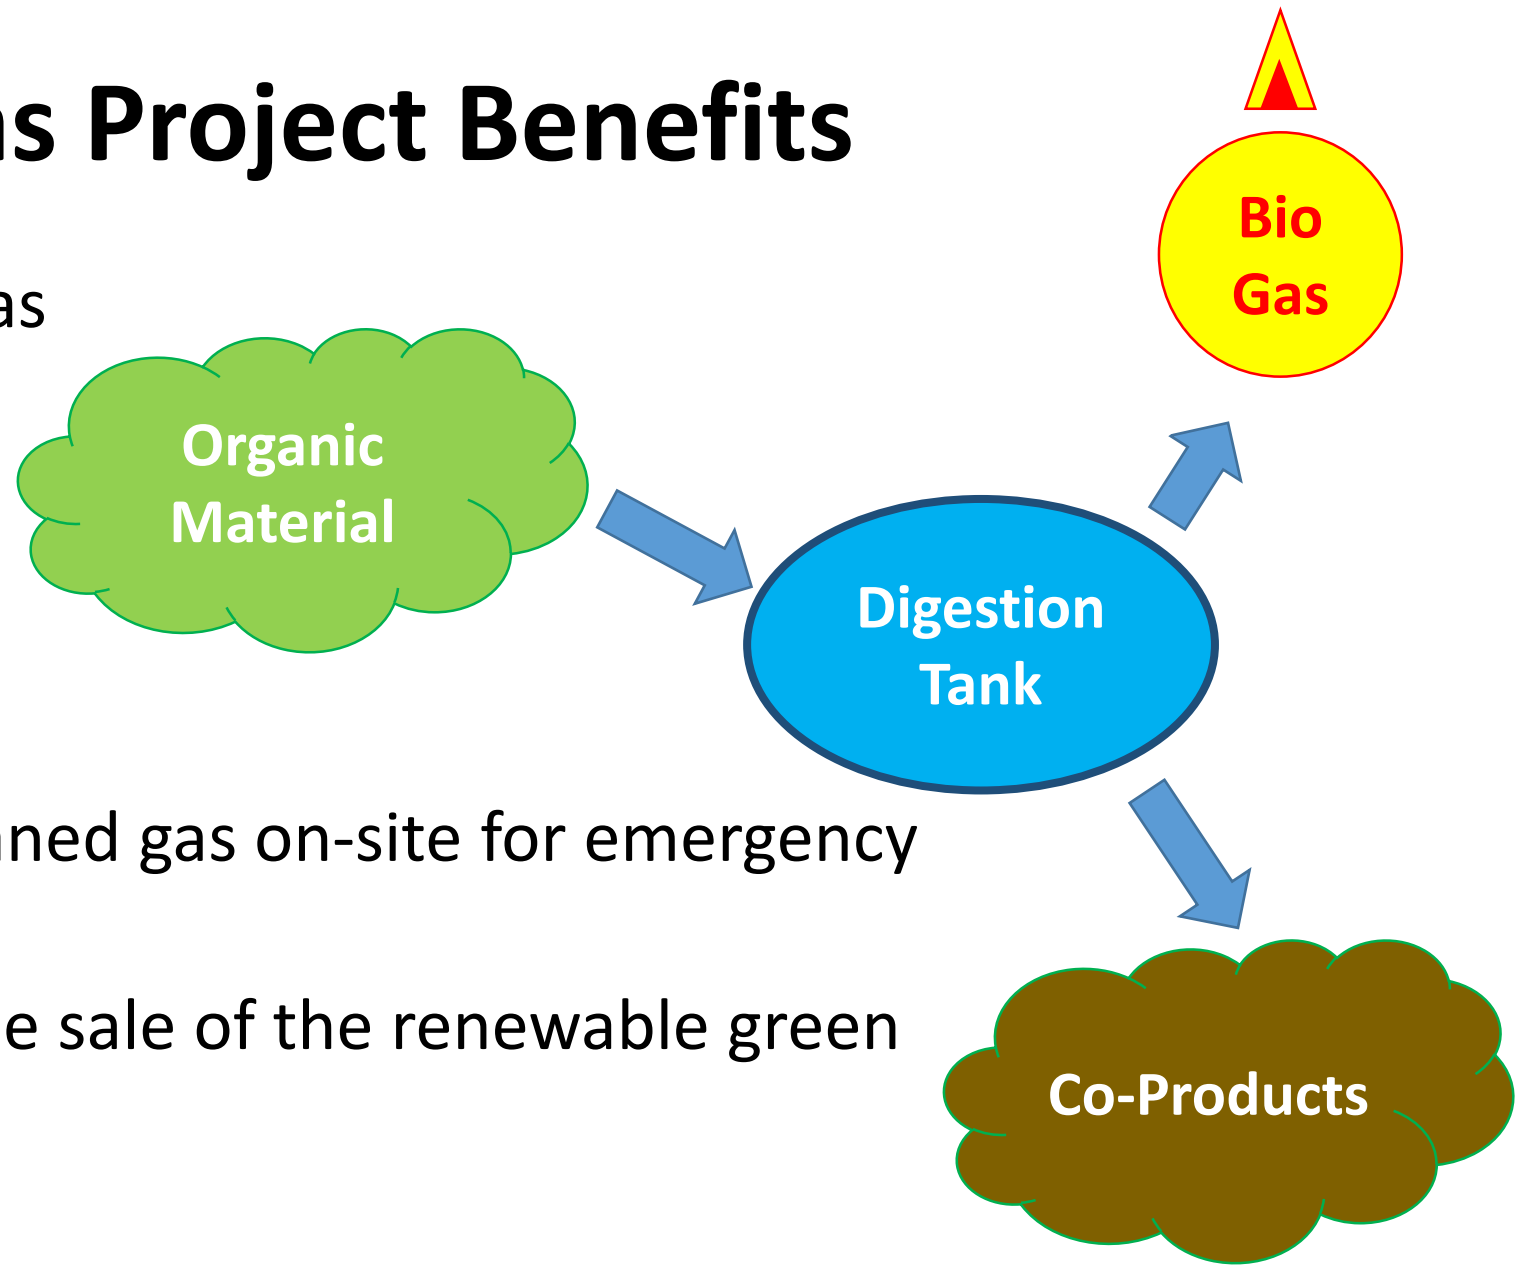 s Project Benefits
Bio
Gas
as
Organic
Material
Digestion
Tank
ned gas on-site for emergency
e sale of the renewable green
Co-Products